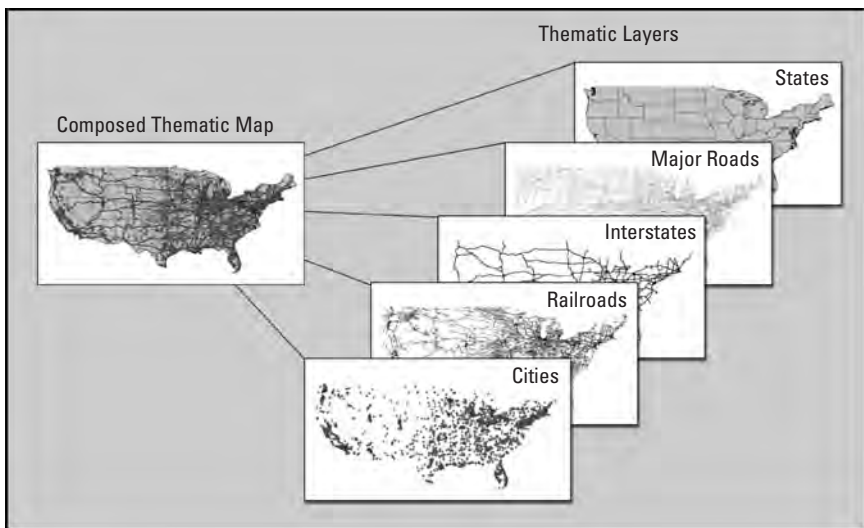 Thematic Layers
States
Composed Thematic Map
Major Roads
Interstates
Railroads
Cities